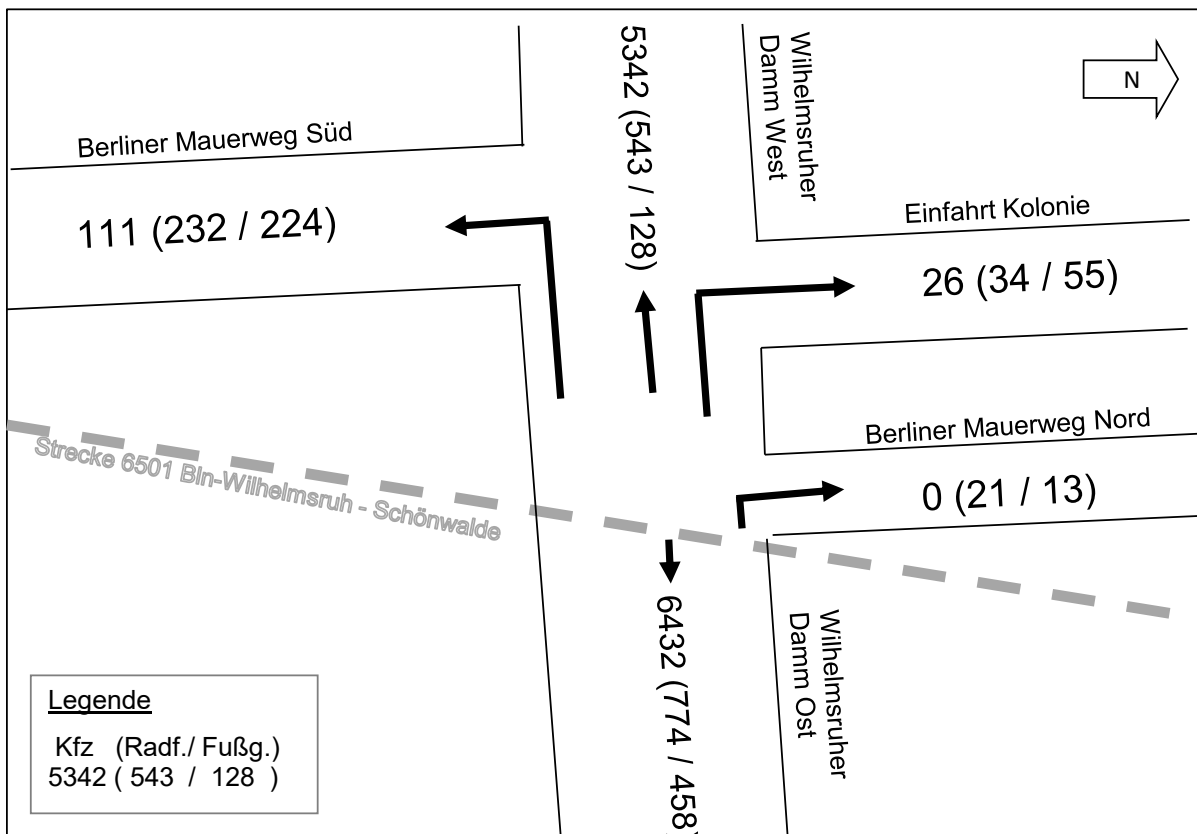 5342 (543 / 128)
Wilhelmsruher
Damm West
N
Berliner Mauerweg Süd
111 (232 / 224)
Einfahrt Kolonie
26 (34 / 55)
Berliner Mauerweg Nord
0 (21 / 13)
Strecke 6501 Bln-Wilhelmsruh - Schönwalde
6432 (774 / 458)
Wilhelmsruher
Damm Ost
Legende
Kfz (Radf./ Fußg.)
5342 ( 543 / 128 )